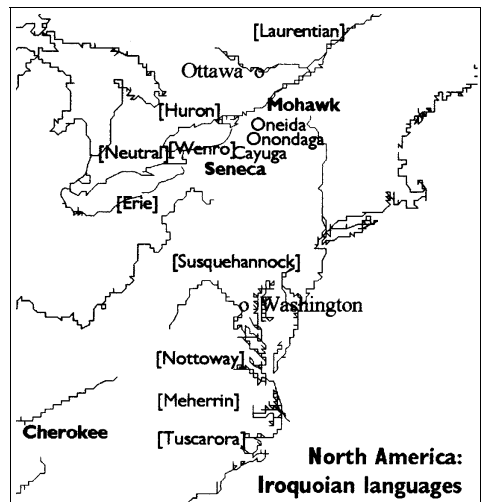 [Laurentian]
Ottawa o
[Huron]
Mohawk
Oneida
Onondaga
[Neutral] [Wenro] Cayuga
Seneca
[Erie]
[Susquehannock]
o Washington
[Nottoway]
[Meherrin]
Cherokee
[Tuscarora]
North America:
Iroquoian languages